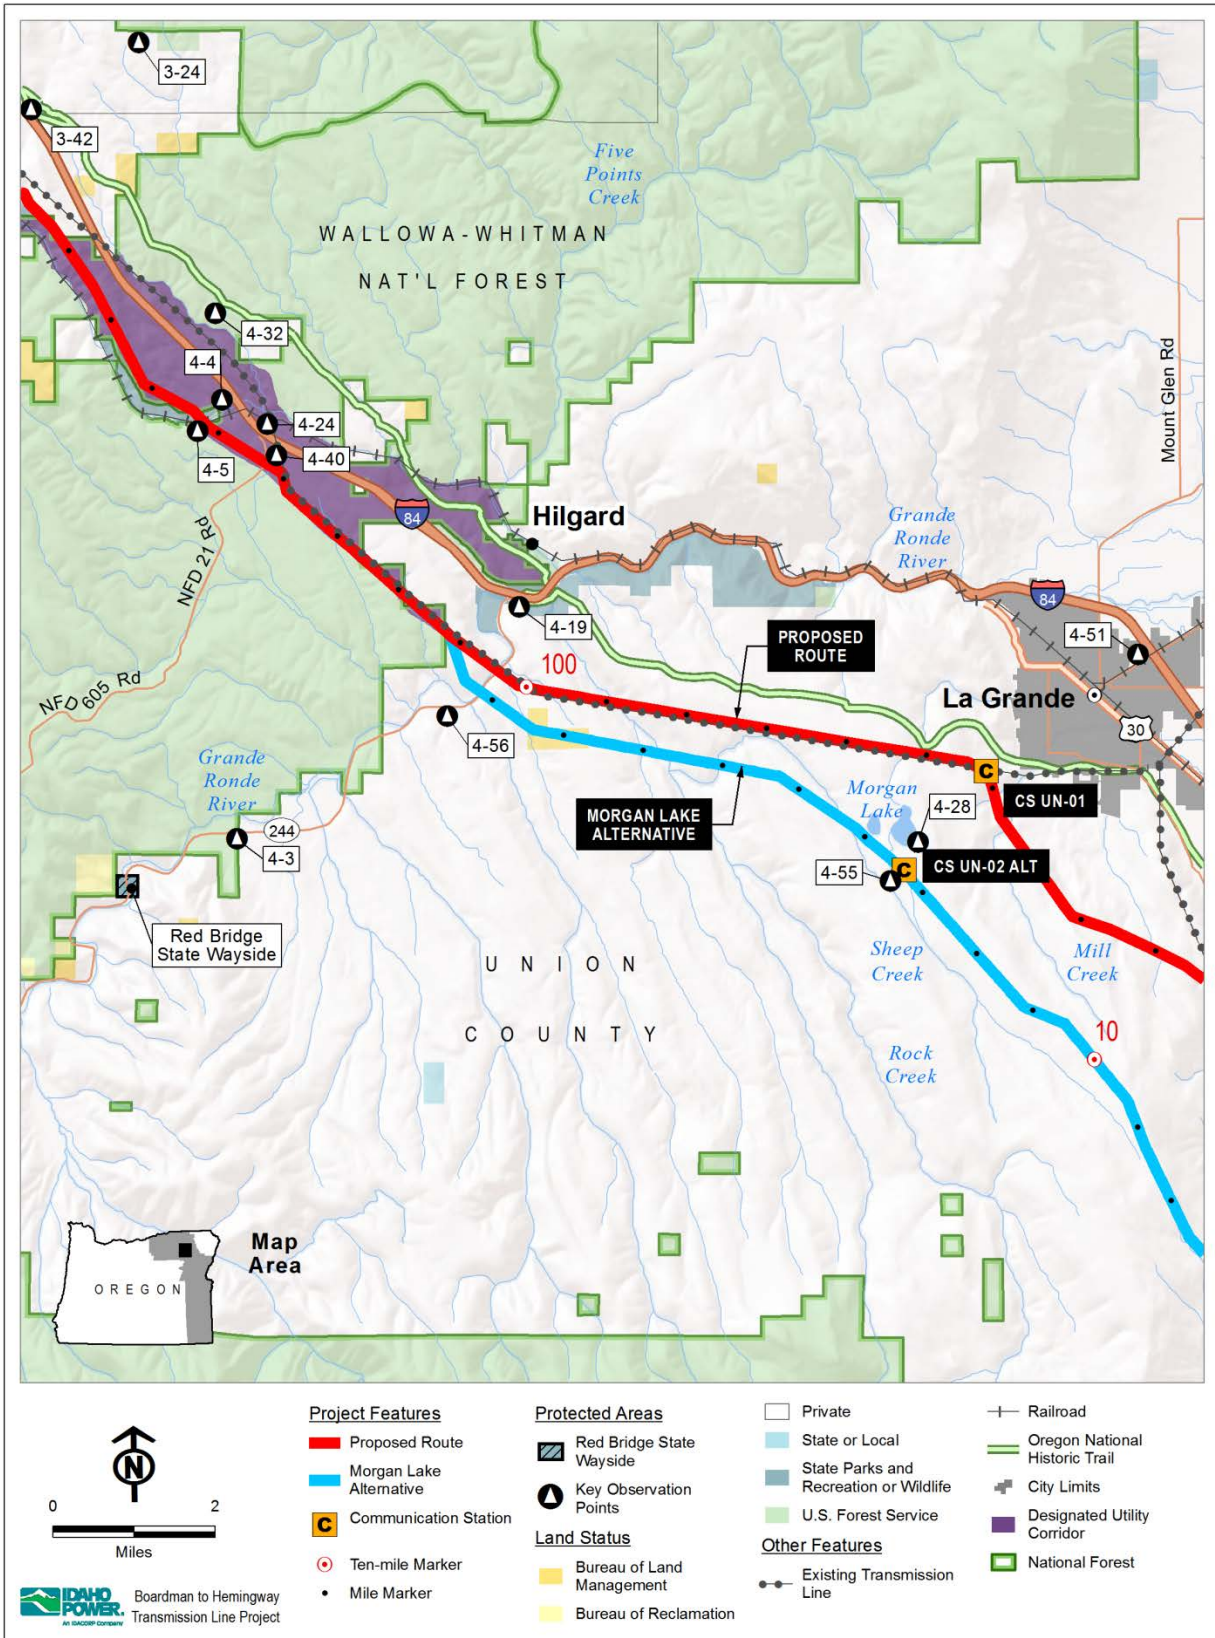 3-24
3-42
Five
Points
Creek
WALLOWA-WHITMAN
NAT'L FOREST
4-32
4-4
4-24
4-40
4-5
Mount Glen Rd
84
Hilgard
Grande
Ronde
River
NFD 21 Rd
84
4-19
4-51
PROPOSED
ROUTE
100
NFD 605 Rd
La Grande
4-56
30
Grande
Ronde
River
Morgan
Lake
C
CS UN-01
MORGAN LAKE
ALTERNATIVE
4-28
244
4-3
4-55
C
CS UN-02 ALT
Red Bridge
State Wayside
Sheep
Creek
Mill
Creek
UNION
COUNTY
10
Rock
Creek
Map
Area
OREGON
N
0 2
Miles
IDAHO
POWER.
An IDACORP Company
Boardman to Hemingway
Transmission Line Project
Project Features
Proposed Route
Morgan Lake
Alternative
C Communication Station
Ten-mile Marker
Mile Marker
Protected Areas
Red Bridge State
Wayside
Key Observation
Points
Land Status
Bureau of Land
Management
Bureau of Reclamation
Private
State or Local
State Parks and
Recreation or Wildlife
U.S. Forest Service
Other Features
Existing Transmission
Line
Railroad
Oregon National
Historic Trail
City Limits
Designated Utility
Corridor
National Forest